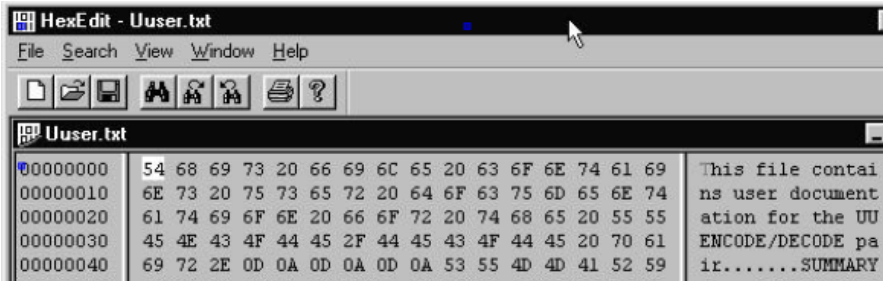 HexEdit - Uuser.txt
File Search View Window Help
Uuser.txt
00000000 54 68 69 73 20 66 69 6C 65 20 63 6F 6E 74 61 69 This file contai
00000010 6E 73 20 75 73 65 72 20 64 6F 63 75 6D 65 6E 74 ns user document
00000020 61 74 69 6F 6E 20 66 6F 72 20 74 68 65 20 55 55 ation for the UU
00000030 45 4E 43 4F 44 45 2F 44 45 43 4F 44 45 20 70 61 ENCODE/DECODE pa
00000040 69 72 2E 0D 0A 0D 0A 0D 0A 53 55 4D 4D 41 52 59 ir.......SUMMARY